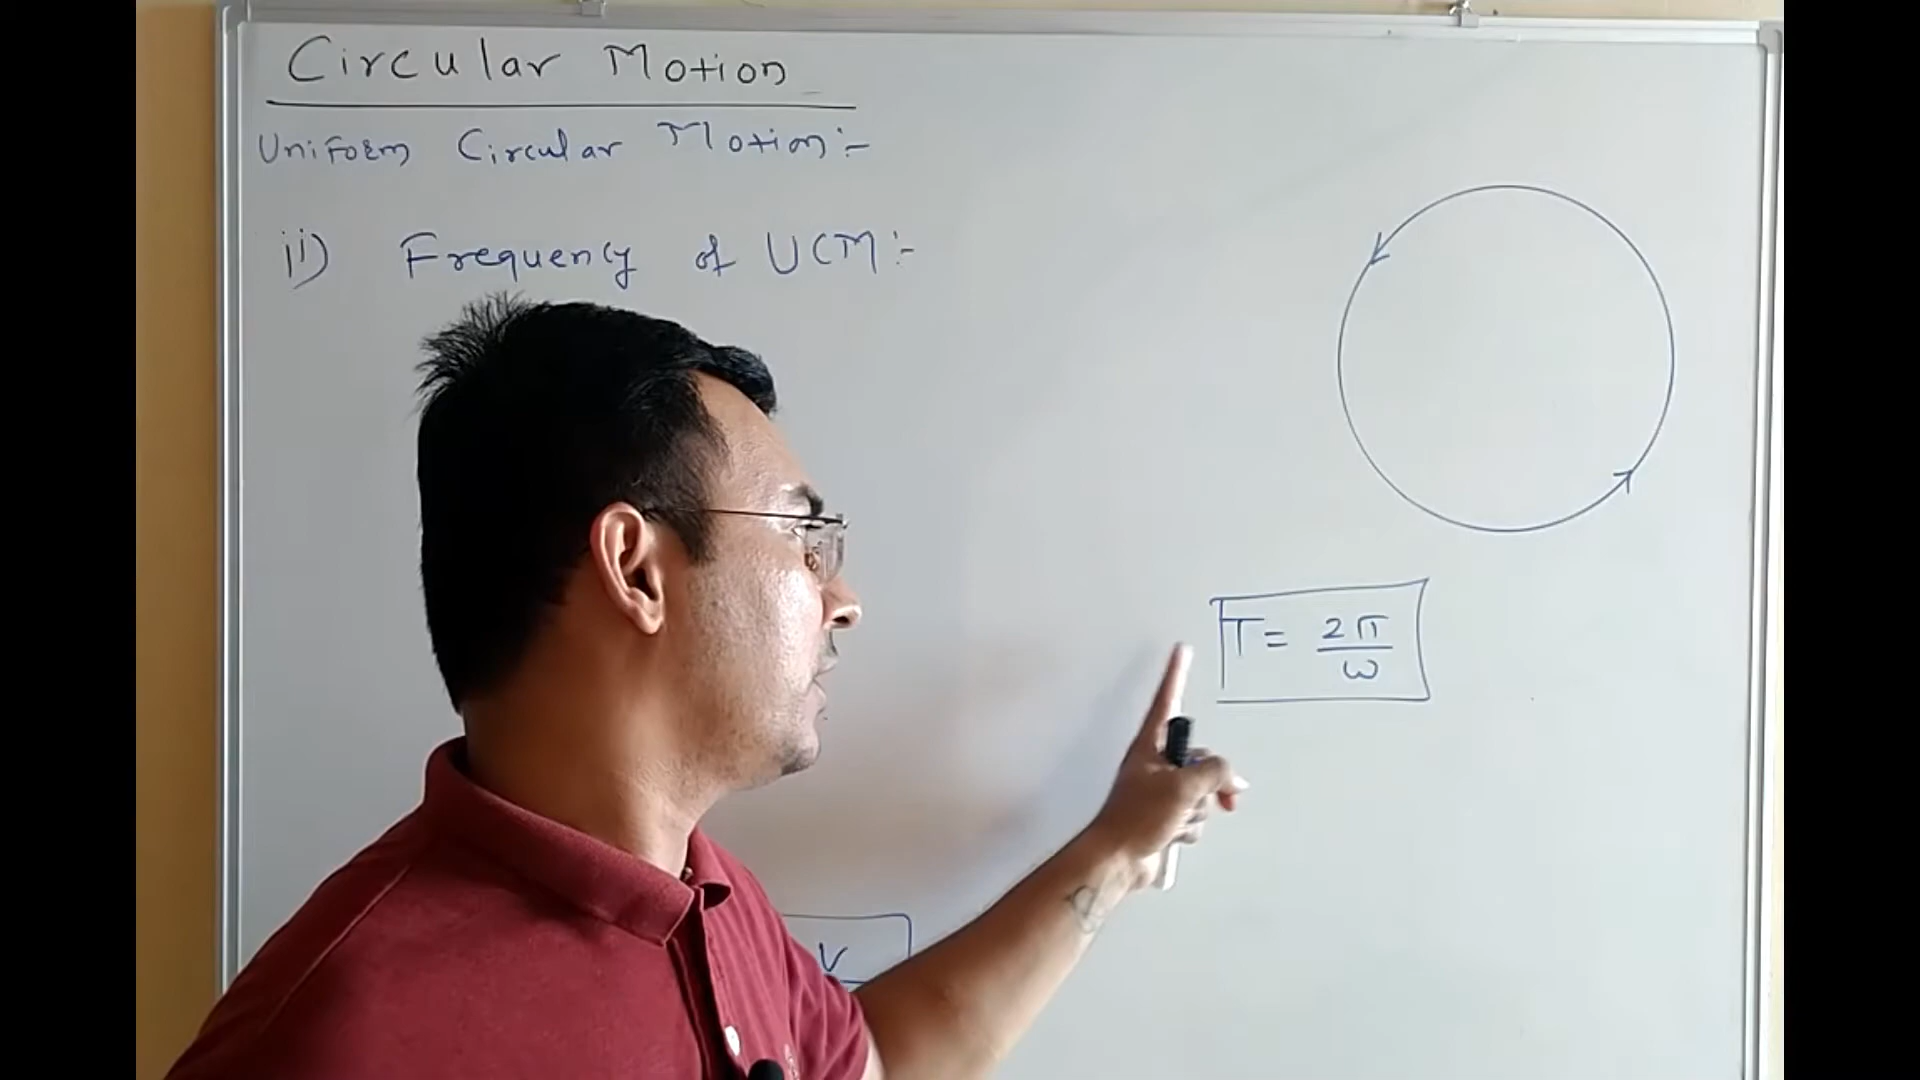 Circular Motion
Uniform Circular Motion:-
ii) Frequency of UCM:-
T = 2π/ω
v